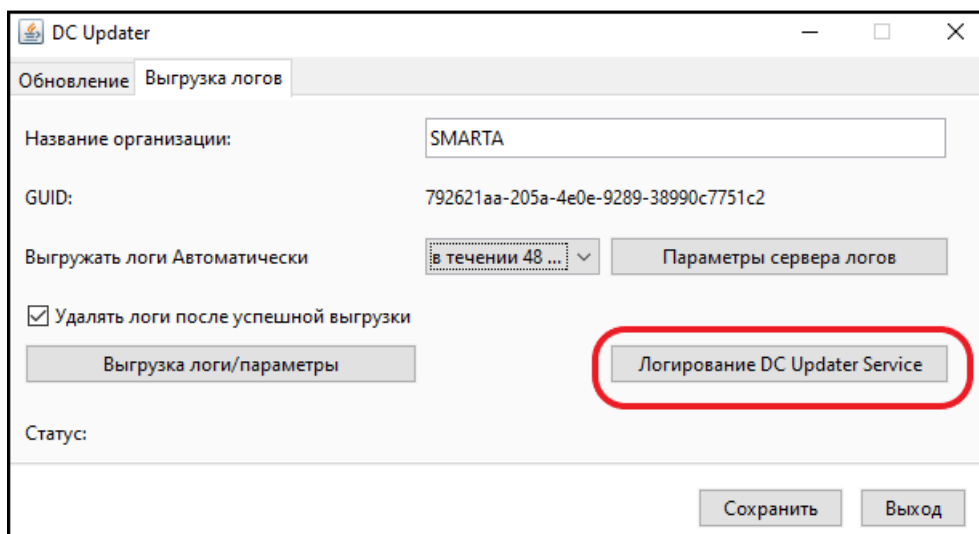 DC Updater
Обновление Выгрузка логов
Название организации: SMARTA
GUID: 792621aa-205a-4e0e-9289-38990c7751c2
Выгружать логи Автоматически в течении 48 ... Параметры сервера логов
Удалять логи после успешной выгрузки
Выгрузка логи/параметры Логирование DC Updater Service
Статус:
Сохранить Выход